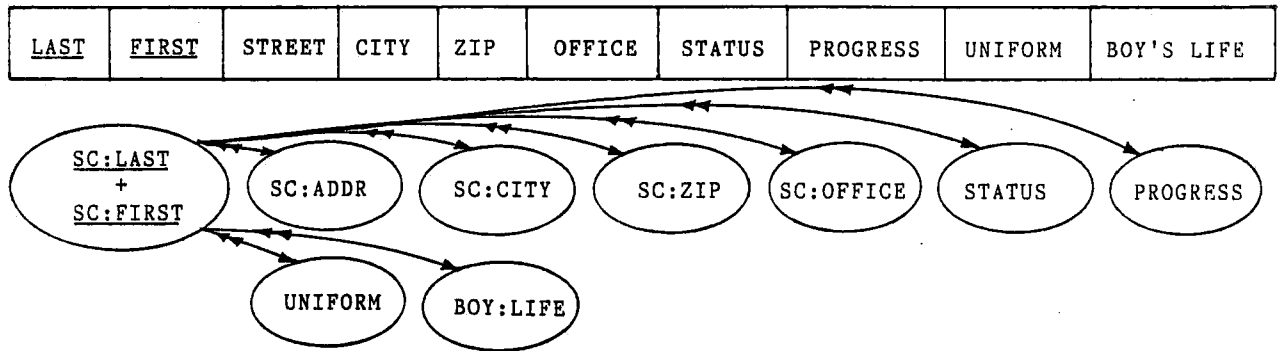 LAST FIRST STREET CITY ZIP OFFICE STATUS PROGRESS UNIFORM BOY'S LIFE
SC:LAST
+
SC:FIRST
SC:ADDR SC:CITY SC:ZIP SC:OFFICE STATUS PROGRESS
UNIFORM BOY:LIFE